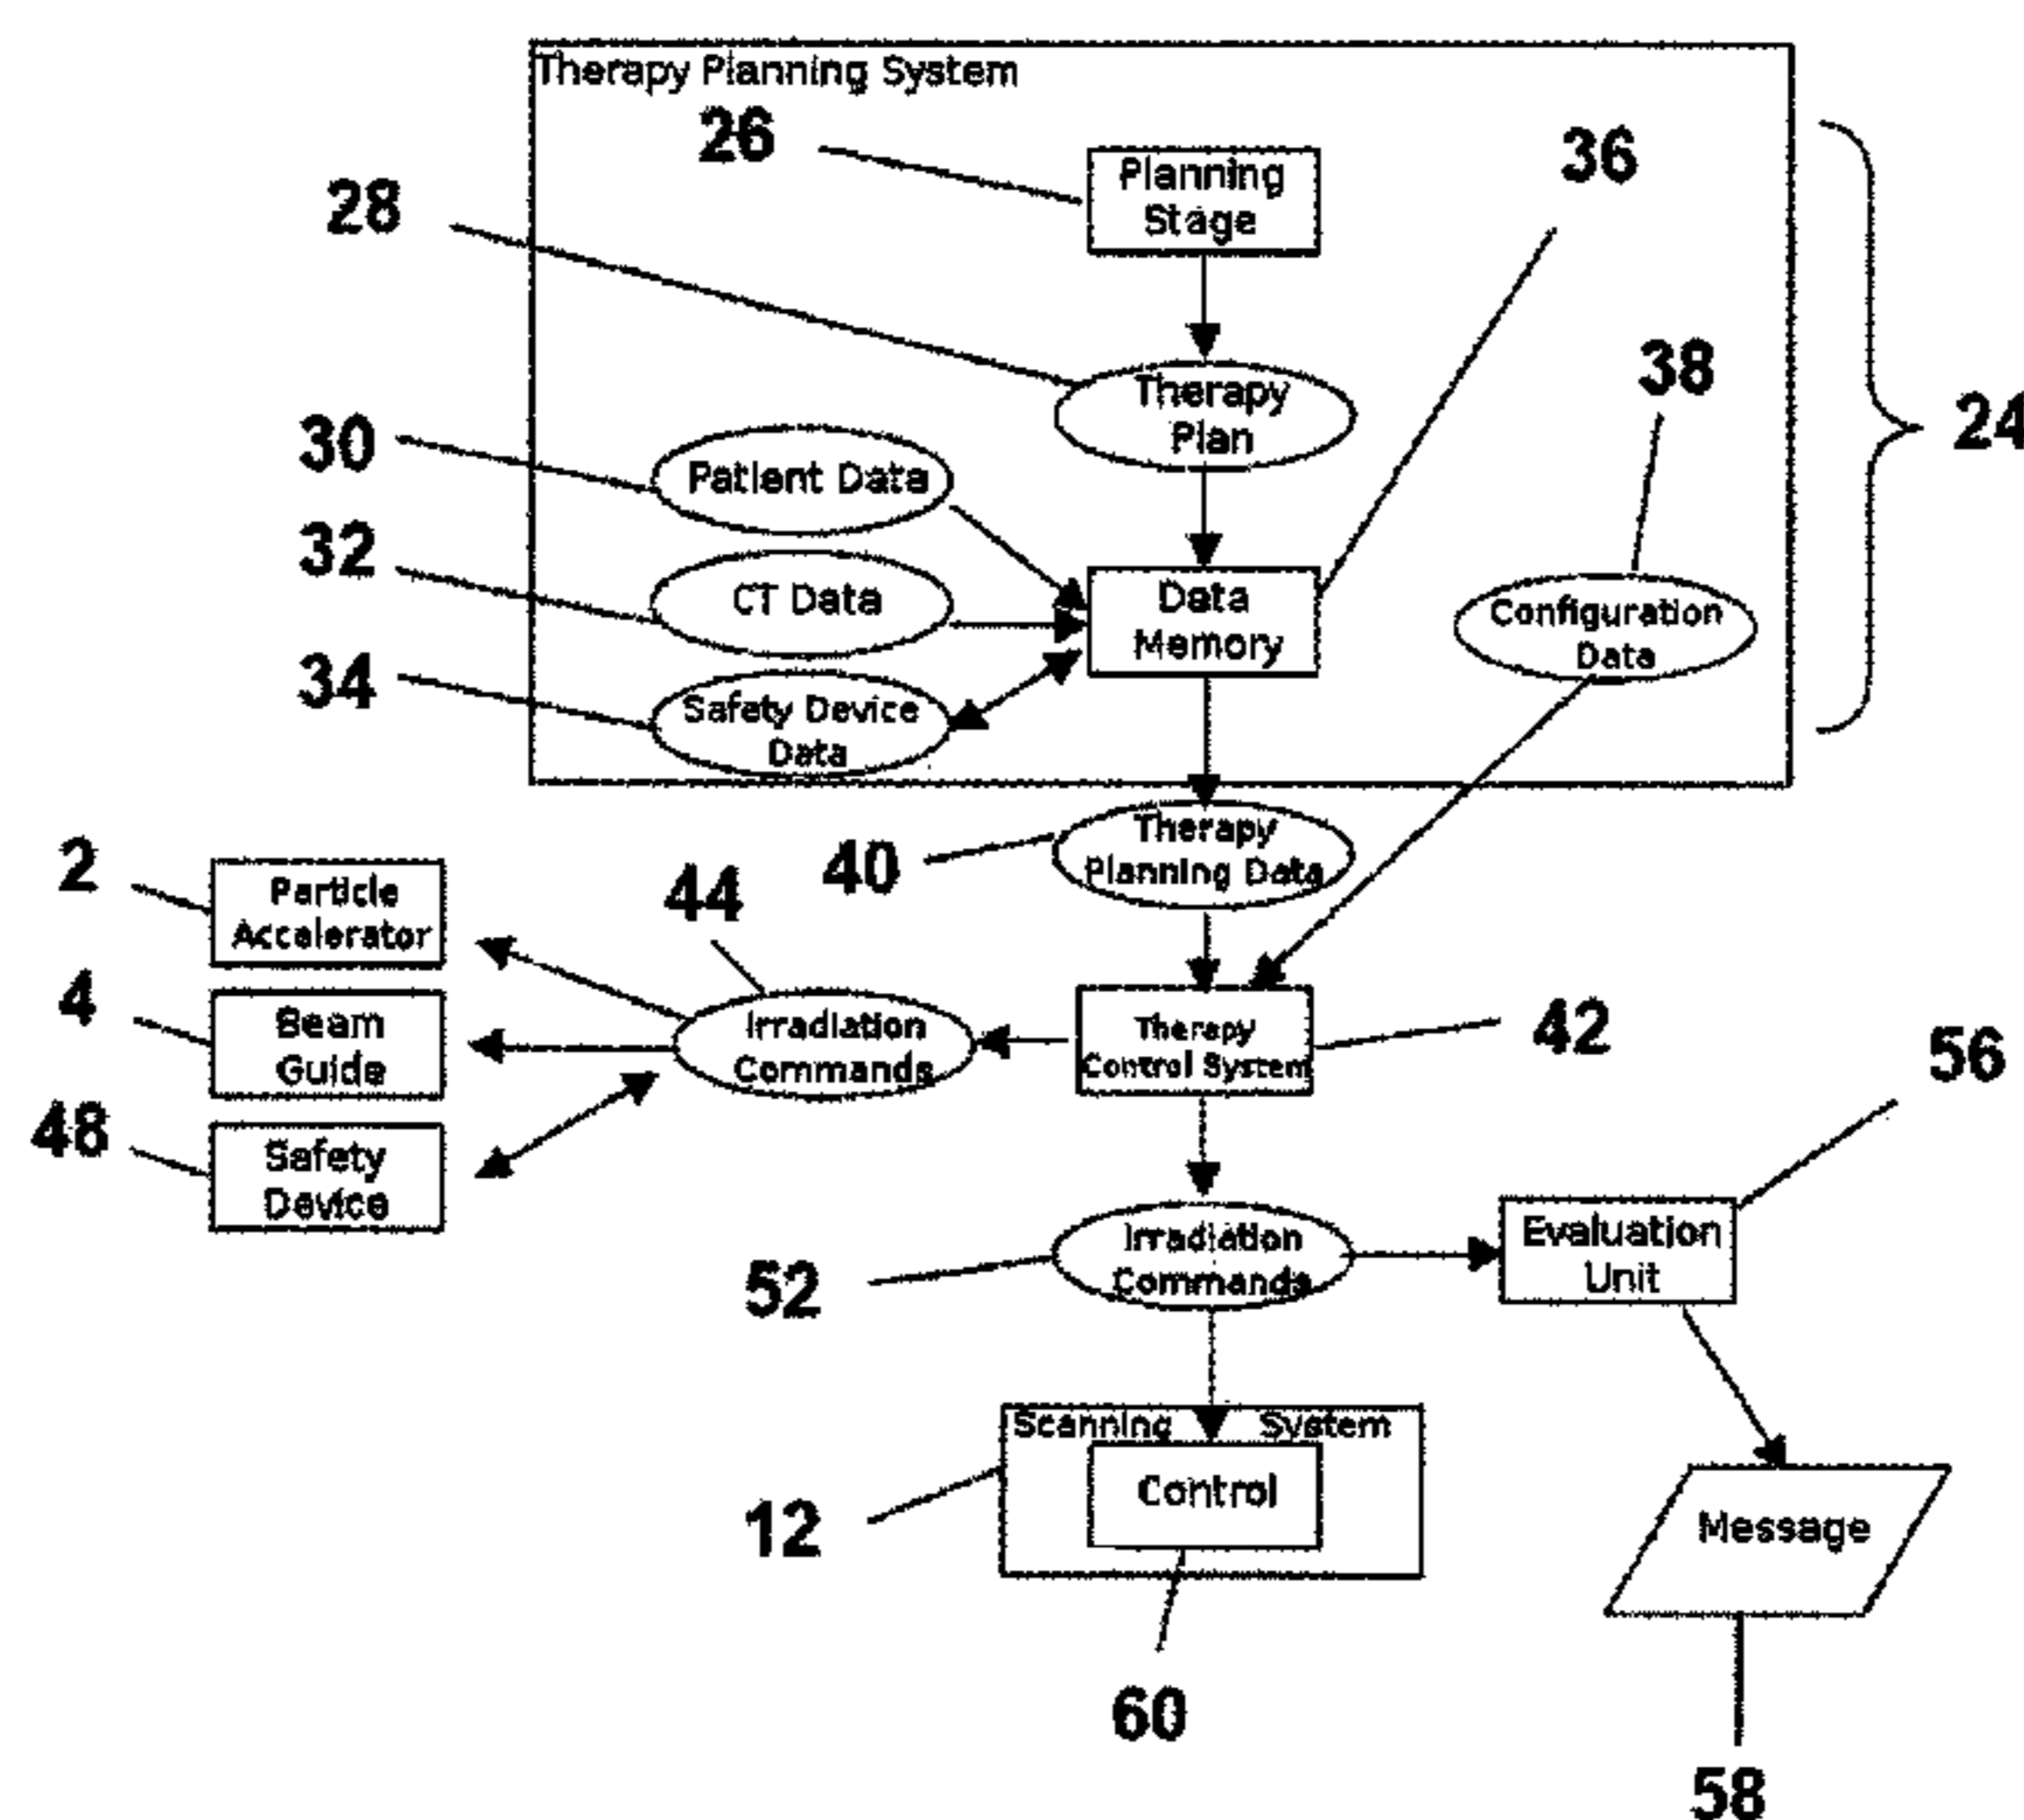 Therapy Planning System
26
Planning
Stage
36
28
Therapy
Plan
38
24
30
Patient Data
32
CT Data
Data
Memory
Configuration
Data
34
Safety Device
Data
Therapy
Planning Data
40
2
Particle
Accelerator
44
4
Beam
Guide
Irradiation
Commands
Therapy
Control System
42
56
48
Safety
Device
Irradiation
Commands
52
Evaluation
Unit
Scanning System
Control
12
Message
60
58